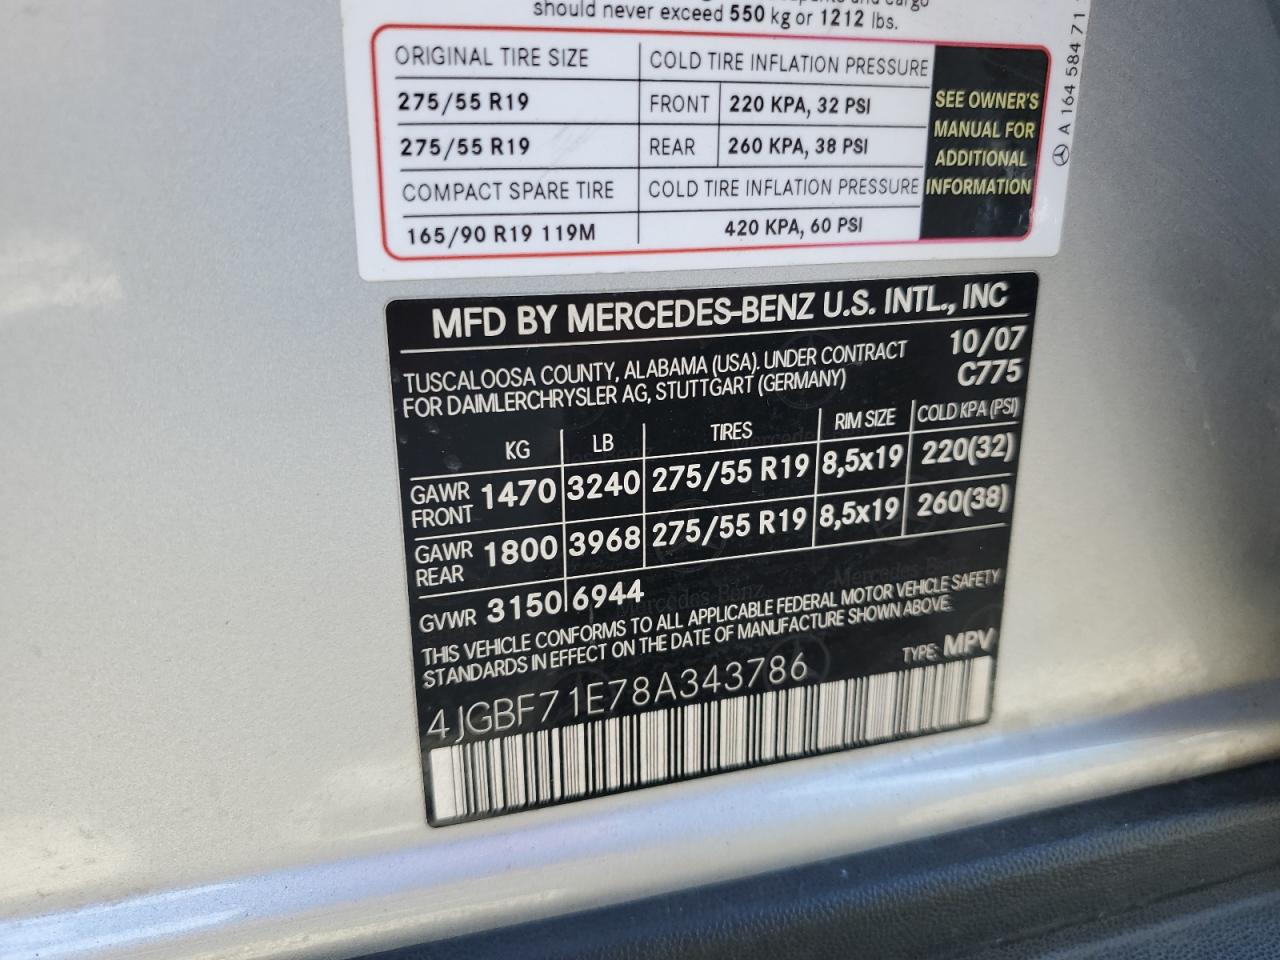 should never exceed 550 kg or 1212 lbs.
ORIGINAL TIRE SIZE COLD TIRE INFLATION PRESSURE
275/55 R19 FRONT 220 KPA, 32 PSI
275/55 R19 REAR 260 KPA, 38 PSI
COMPACT SPARE TIRE COLD TIRE INFLATION PRESSURE
165/90 R19 119M 420 KPA, 60 PSI
SEE OWNER'S
MANUAL FOR
ADDITIONAL
INFORMATION
A 164 584 71
MFD BY MERCEDES-BENZ U.S. INTL., INC
TUSCALOOSA COUNTY, ALABAMA (USA). UNDER CONTRACT 10/07
FOR DAIMLERCHRYSLER AG, STUTTGART (GERMANY) C775
KG LB TIRES RIM SIZE COLD KPA (PSI)
GAWR FRONT 1470 3240 275/55 R19 8,5x19 220(32)
GAWR REAR 1800 3968 275/55 R19 8,5x19 260(38)
GVWR 3150 6944
THIS VEHICLE CONFORMS TO ALL APPLICABLE FEDERAL MOTOR VEHICLE SAFETY
STANDARDS IN EFFECT ON THE DATE OF MANUFACTURE SHOWN ABOVE.
4JGBF71E78A343786 TYPE: MPV